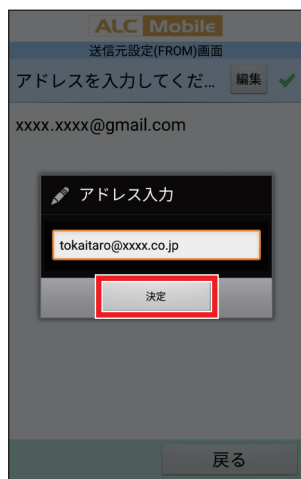 ALC Mobile
送信元設定(FROM)画面
アドレスを入力してくだ... 編集
xxxx.xxxx@gmail.com
アドレス入力
tokaitaro@xxxx.co.jp
決定
戻る